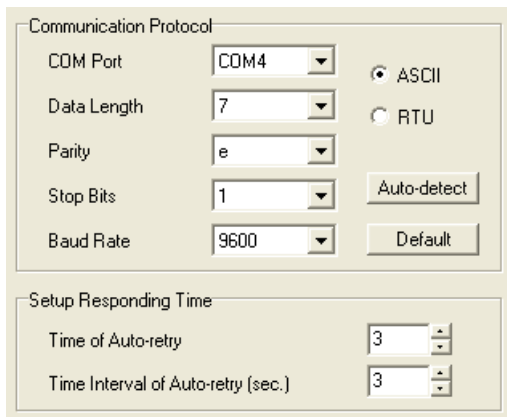 Communication Protocol
COM Port COM4
ASCII
Data Length 7
RTU
Parity e
Stop Bits 1
Auto-detect
Baud Rate 9600
Default
Setup Responding Time
Time of Auto-retry 3
Time Interval of Auto-retry (sec.) 3